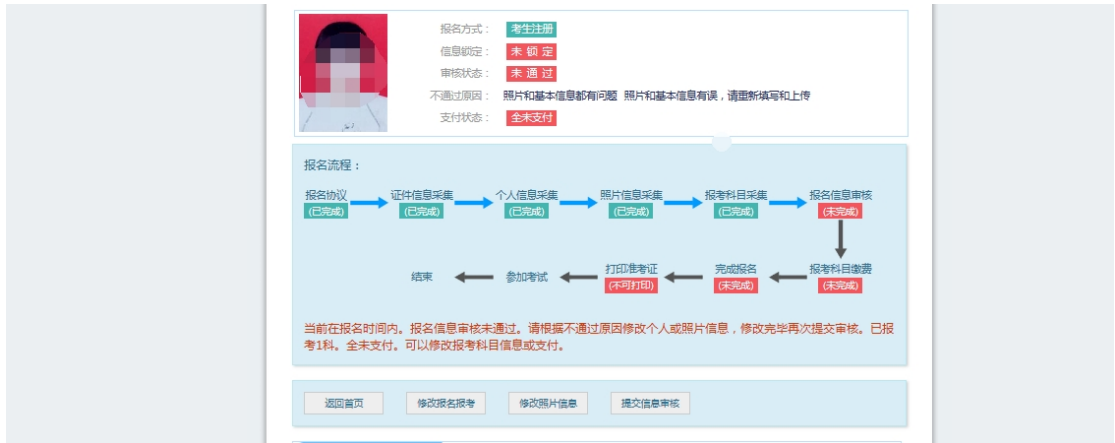 报名方式： 考生注册
信息锁定： 未 锁 定
审核状态： 未 通 过
不通过原因： 照片和基本信息都有问题 照片和基本信息有误，请重新填写和上传
支付状态： 全未支付
报名流程：
报名协议 证件信息采集 个人信息采集 照片信息采集 报考科目采集 报名信息审核
(已完成) (已完成) (已完成) (已完成) (已完成) (未完成)
结束 参加考试 打印准考证 完成报名 报考科目缴费
(不可打印) (未完成) (未完成)
当前在报名时间内。报名信息审核未通过。请根据不通过原因修改个人或照片信息，修改完毕再次提交审核。已报
考1科。全未支付。可以修改报考科目信息或支付。
返回首页 修改报名报考 修改照片信息 提交信息审核